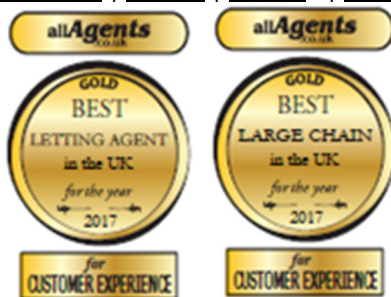 allAgents
.co.uk
GOLD
BEST
LETTING AGENT
in the UK
for the year
2017
for
CUSTOMER EXPERIENCE
allAgents
.co.uk
GOLD
BEST
LARGE CHAIN
in the UK
for the year
2017
for
CUSTOMER EXPERIENCE